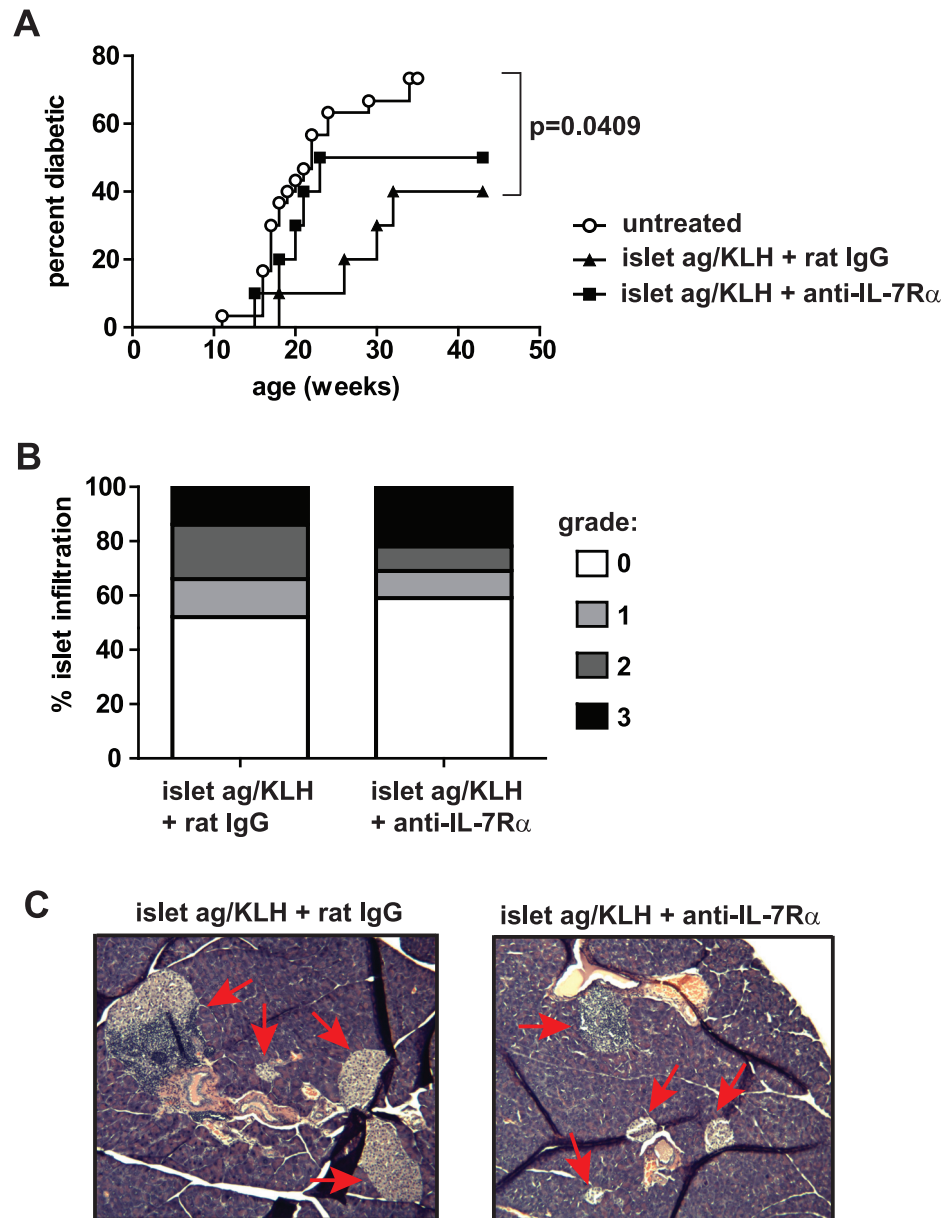 A
80
60
40
20
0
percent diabetic
0 10 20 30 40 50
age (weeks)
p=0.0409
untreated
islet ag/KLH + rat IgG
islet ag/KLH + anti-IL-7Rα
B
100
80
60
40
20
0
% islet infiltration
islet ag/KLH
+ rat IgG
islet ag/KLH
+ anti-IL-7Rα
grade:
0
1
2
3
C
islet ag/KLH + rat IgG
islet ag/KLH + anti-IL-7Rα